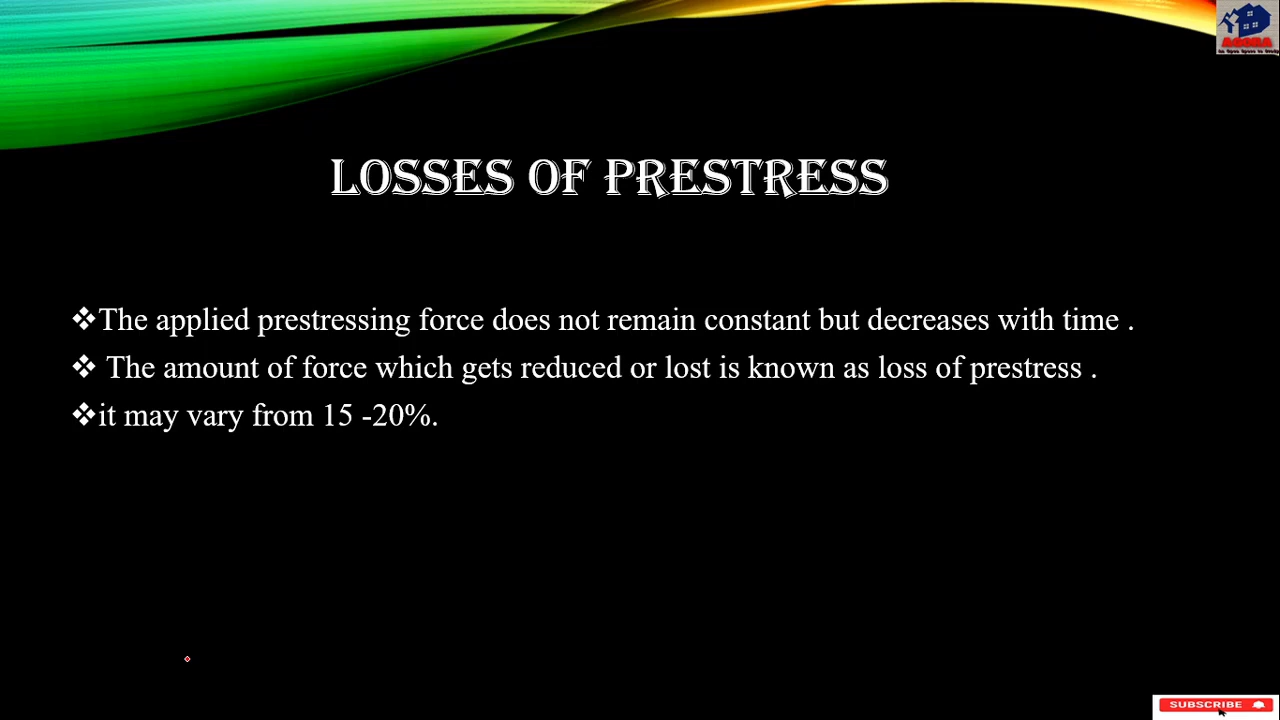 AGORA
LOSSES OF PRESTRESS
❖The applied prestressing force does not remain constant but decreases with time .
❖ The amount of force which gets reduced or lost is known as loss of prestress .
❖it may vary from 15 -20%.
SUBSCRIBE